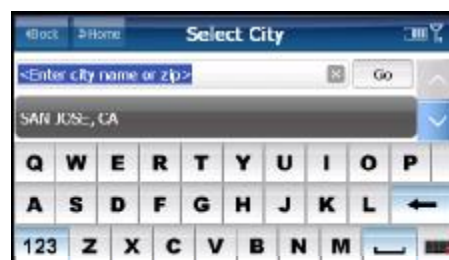 Back Home Select City
<Enter city name or zip> Go
SAN JOSE, CA
Q W E R T Y U I O P
A S D F G H J K L
123 Z X C V B N M